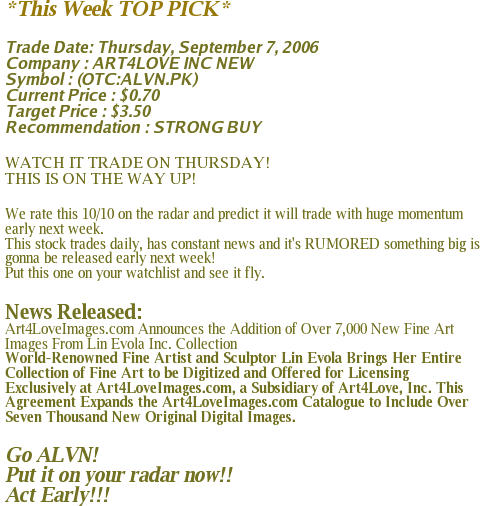 *This Week TOP PICK*
Trade Date: Thursday, September 7, 2006
Company : ART4LOVE INC NEW
Symbol : (OTC:ALVN.PK)
Current Price : $0.70
Target Price : $3.50
Recommendation : STRONG BUY
WATCH IT TRADE ON THURSDAY!
THIS IS ON THE WAY UP!
We rate this 10/10 on the radar and predict it will trade with huge momentum
early next week.
This stock trades daily, has constant news and it's RUMORED something big is
gonna be released early next week!
Put this one on your watchlist and see it fly.
News Released:
Art4LoveImages.com Announces the Addition of Over 7,000 New Fine Art
Images From Lin Evola Inc. Collection
World-Renowned Fine Artist and Sculptor Lin Evola Brings Her Entire
Collection of Fine Art to be Digitized and Offered for Licensing
Exclusively at Art4LoveImages.com, a Subsidiary of Art4Love, Inc. This
Agreement Expands the Art4LoveImages.com Catalogue to Include Over
Seven Thousand New Original Digital Images.
Go ALVN!
Put it on your radar now!!
Act Early!!!